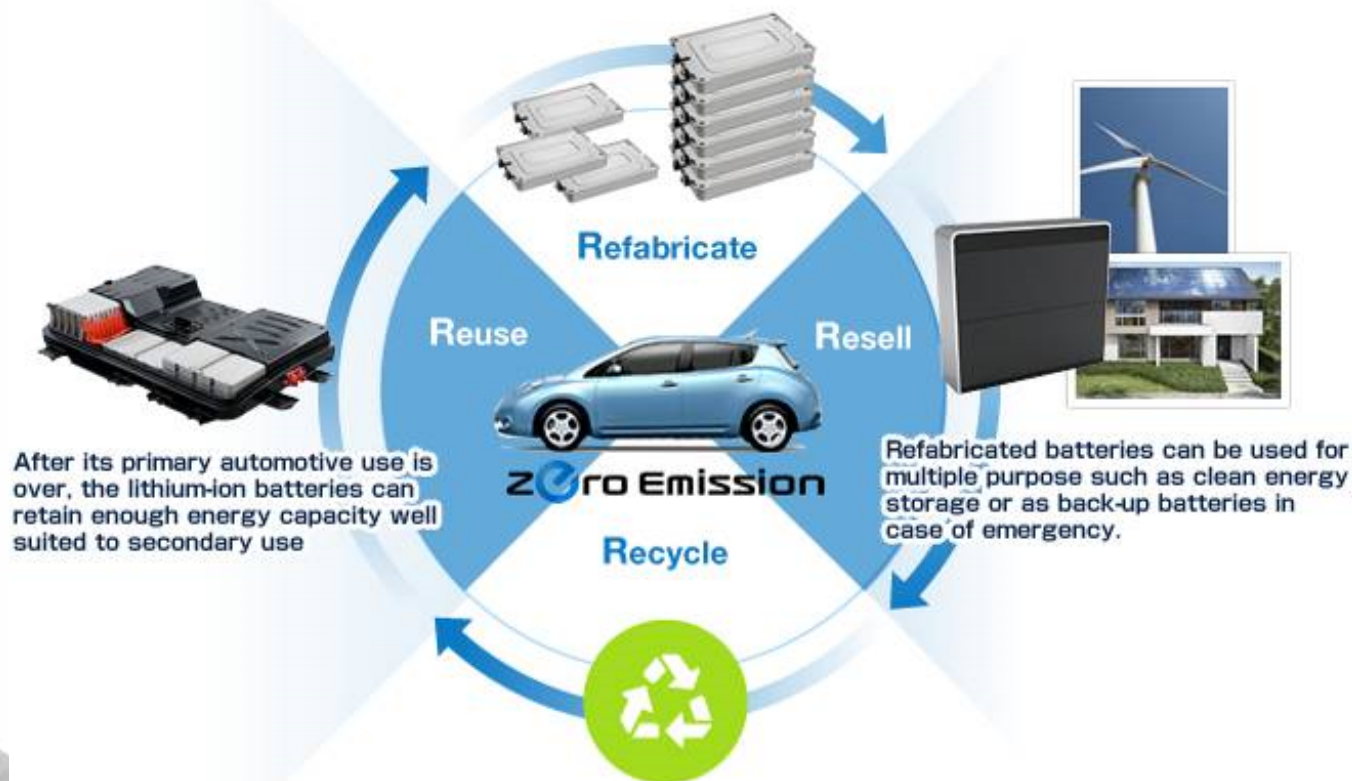 Refabricate
Reuse
Resell
After its primary automotive use is
over, the lithium-ion batteries can
retain enough energy capacity well
suited to secondary use
zero Emission
Refabricated batteries can be used for
multiple purpose such as clean energy
storage or as back-up batteries in
case of emergency.
Recycle